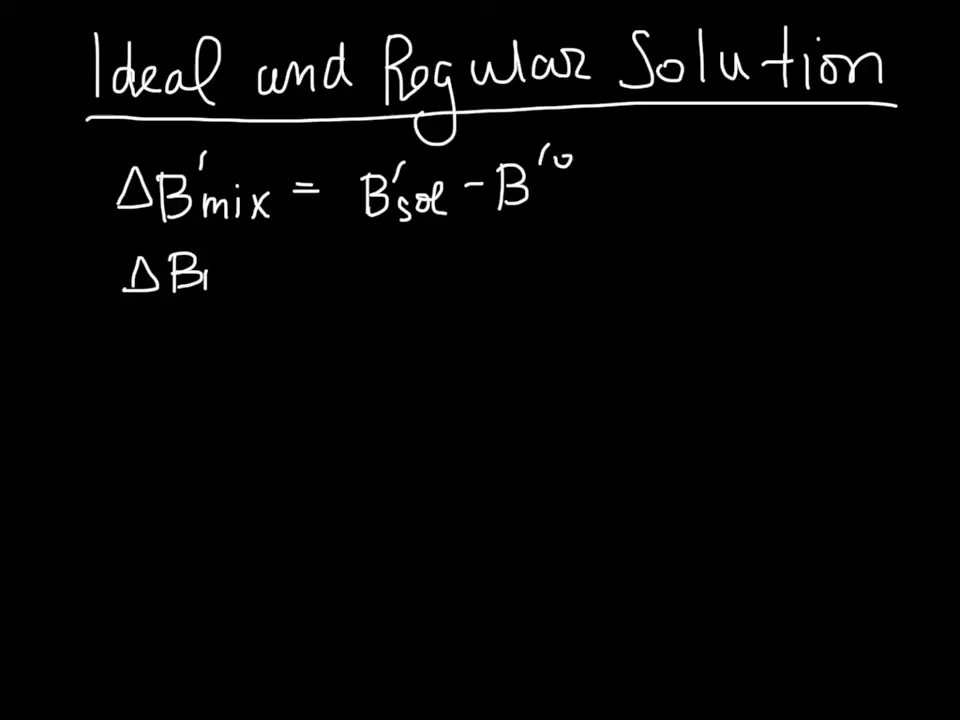 Ideal and Regular Solution
ΔB'mix = B'sol - B'°
ΔB